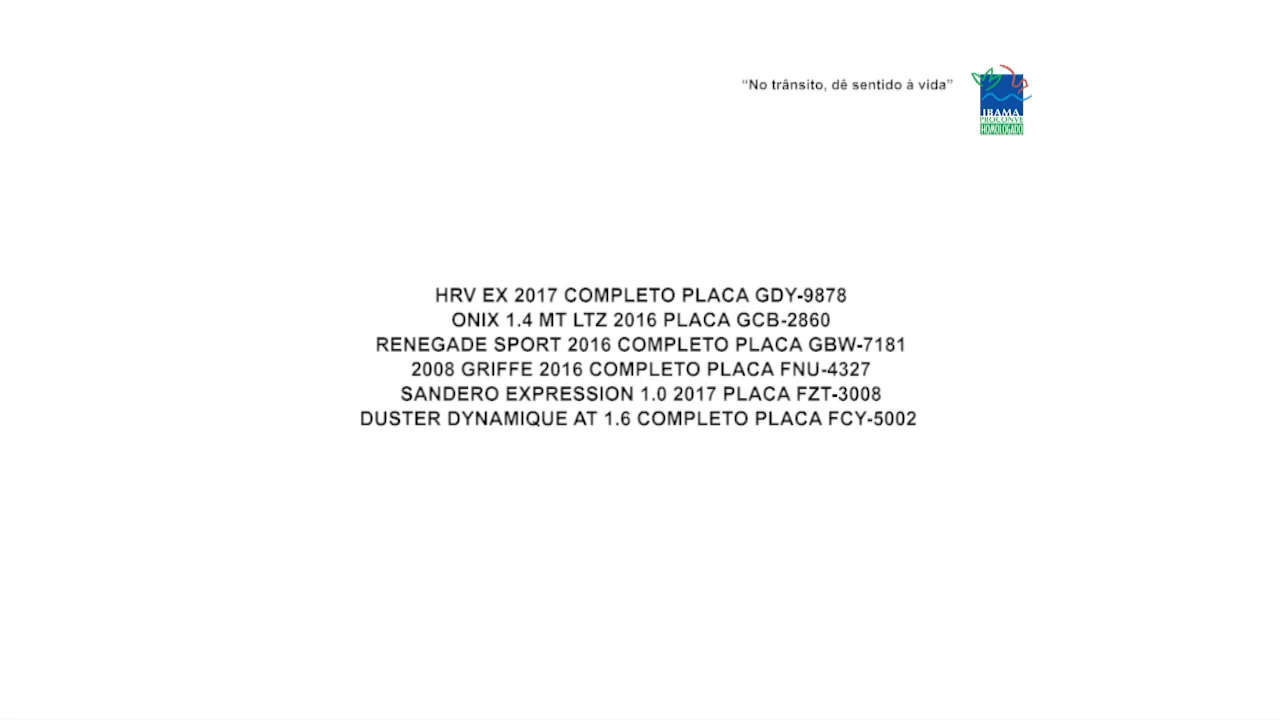 “No trânsito, dê sentido à vida”
IBAMA
PROCONVE
HOMOLOGADO
HRV EX 2017 COMPLETO PLACA GDY-9878
ONIX 1.4 MT LTZ 2016 PLACA GCB-2860
RENEGADE SPORT 2016 COMPLETO PLACA GBW-7181
2008 GRIFFE 2016 COMPLETO PLACA FNU-4327
SANDERO EXPRESSION 1.0 2017 PLACA FZT-3008
DUSTER DYNAMIQUE AT 1.6 COMPLETO PLACA FCY-5002